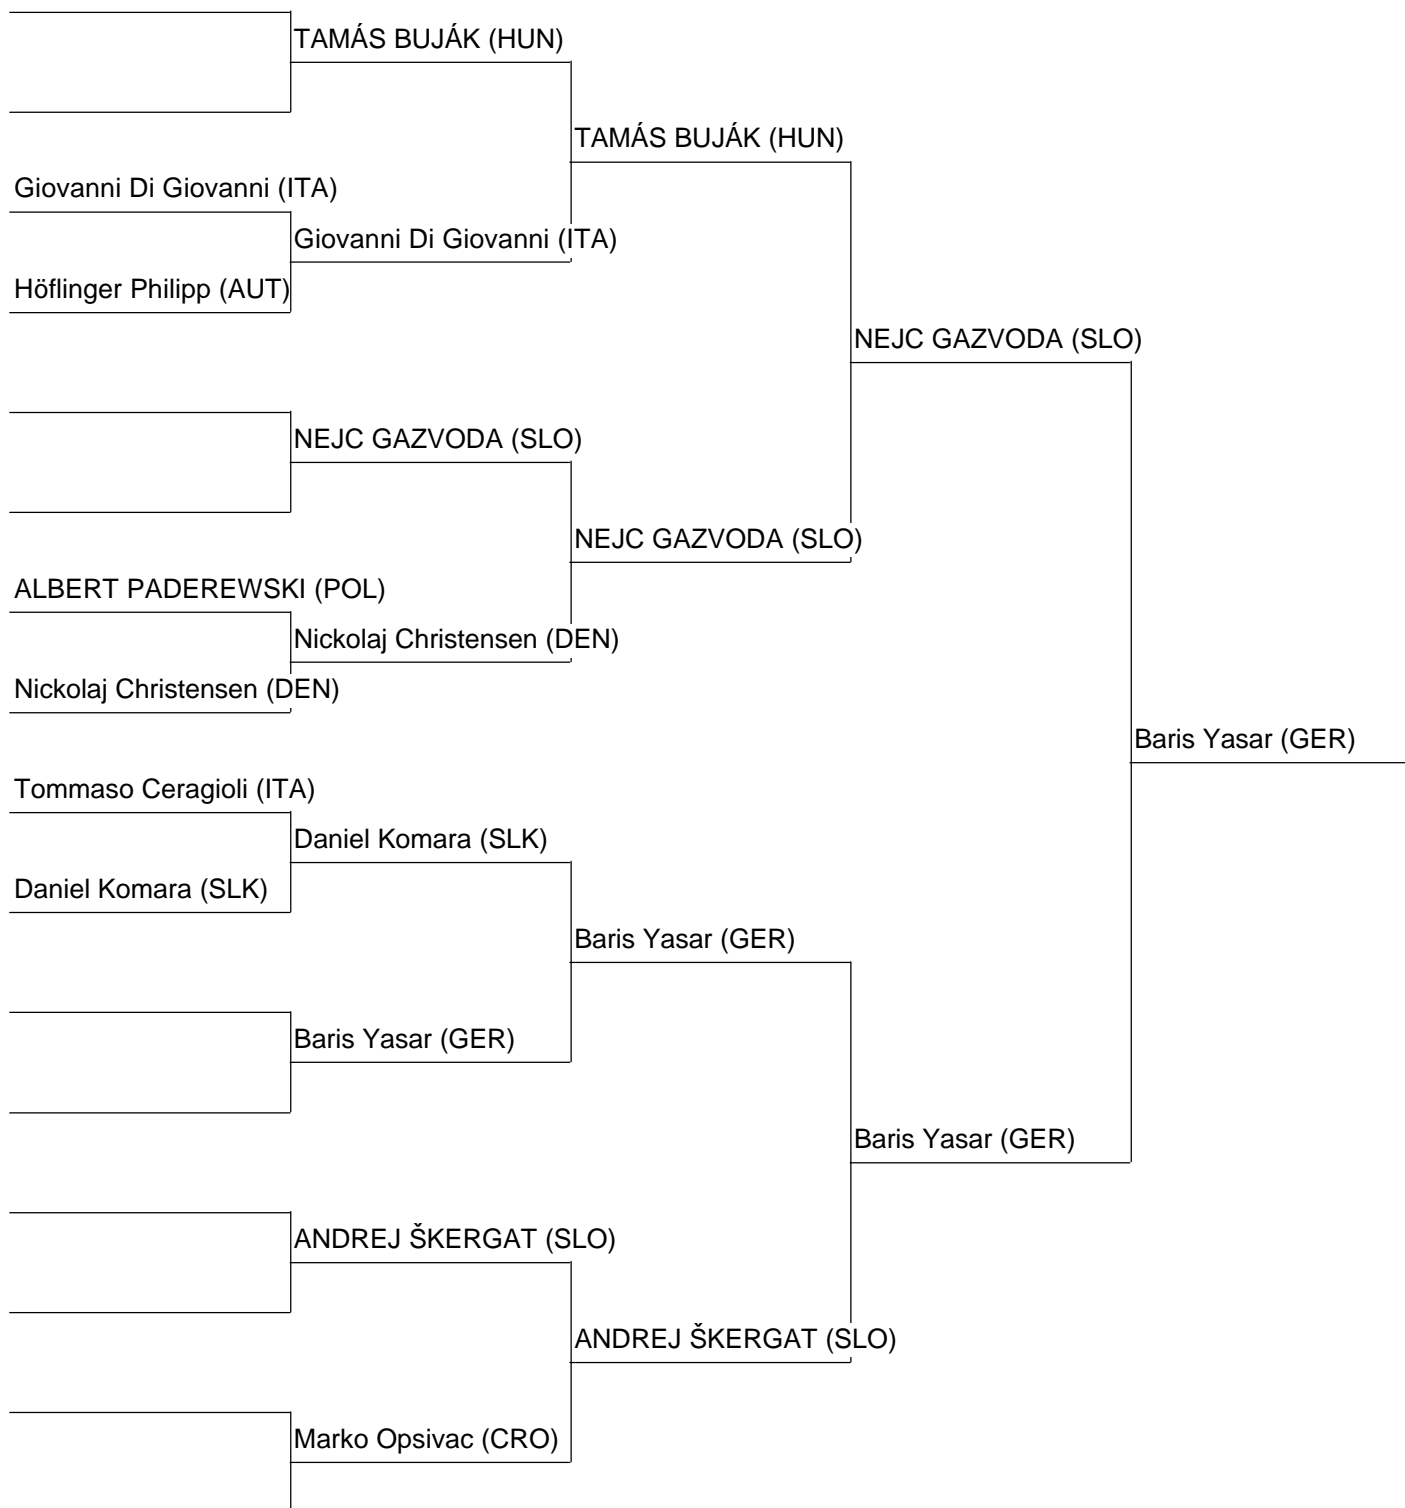 TAMÁS BUJÁK (HUN)
TAMÁS BUJÁK (HUN)
Giovanni Di Giovanni (ITA)
Giovanni Di Giovanni (ITA)
Höflinger Philipp (AUT)
NEJC GAZVODA (SLO)
NEJC GAZVODA (SLO)
NEJC GAZVODA (SLO)
ALBERT PADEREWSKI (POL)
Nickolaj Christensen (DEN)
Nickolaj Christensen (DEN)
Baris Yasar (GER)
Tommaso Ceragioli (ITA)
Daniel Komara (SLK)
Daniel Komara (SLK)
Baris Yasar (GER)
Baris Yasar (GER)
Baris Yasar (GER)
ANDREJ ŠKERGAT (SLO)
ANDREJ ŠKERGAT (SLO)
Marko Opsivac (CRO)